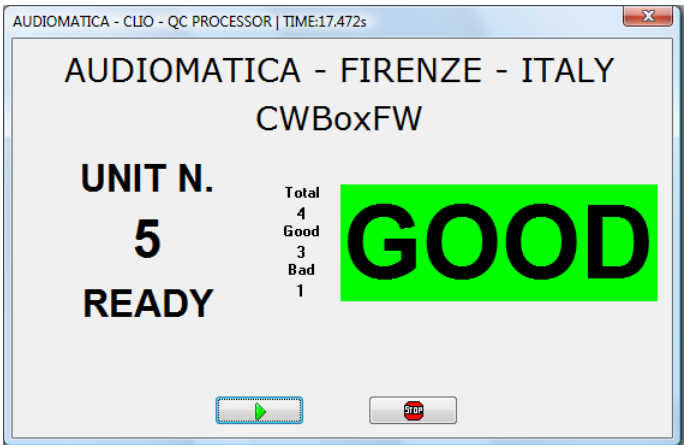 AUDIOMATICA - CLIO - QC PROCESSOR | TIME:17.472s
AUDIOMATICA - FIRENZE - ITALY
CWBoxFW
UNIT N.
5
READY
Total
4
Good
3
Bad
1
GOOD
STOP